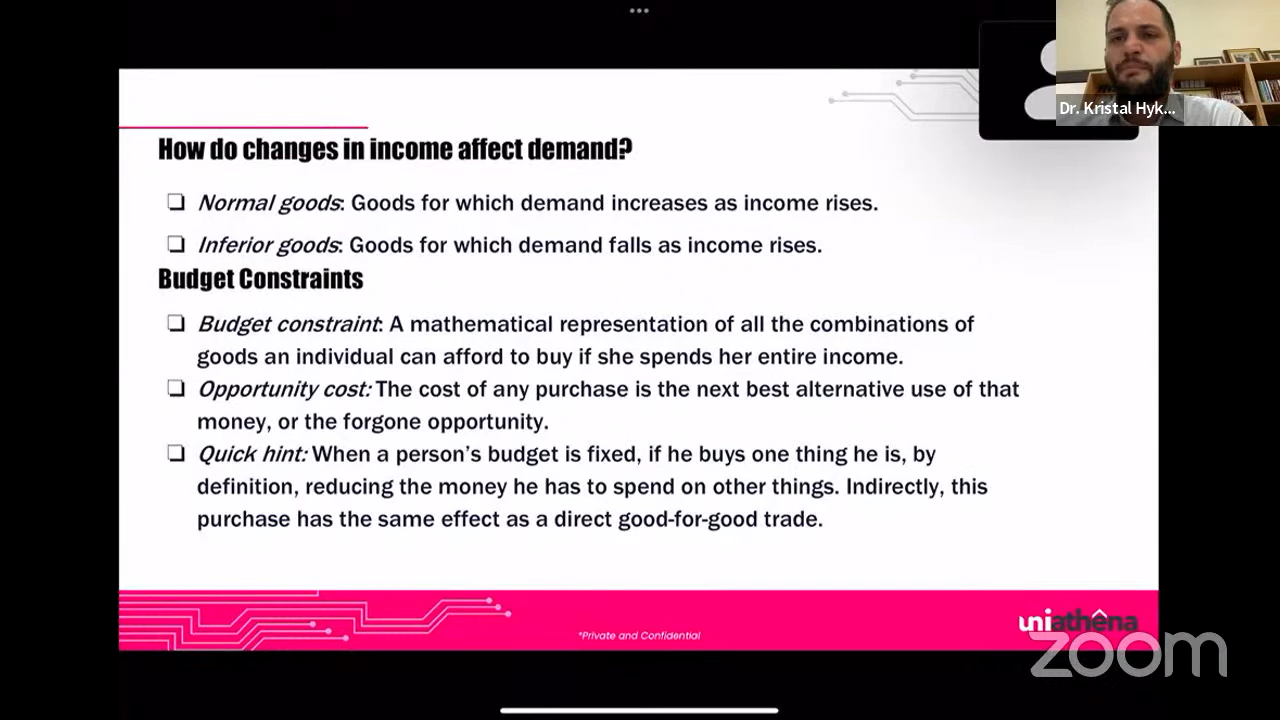 Dr. Kristal Hyk...
How do changes in income affect demand?
Normal goods: Goods for which demand increases as income rises.
Inferior goods: Goods for which demand falls as income rises.
Budget Constraints
Budget constraint: A mathematical representation of all the combinations of
goods an individual can afford to buy if she spends her entire income.
Opportunity cost: The cost of any purchase is the next best alternative use of that
money, or the forgone opportunity.
Quick hint: When a person’s budget is fixed, if he buys one thing he is, by
definition, reducing the money he has to spend on other things. Indirectly, this
purchase has the same effect as a direct good-for-good trade.
*Private and Confidential
uniathena
zoom